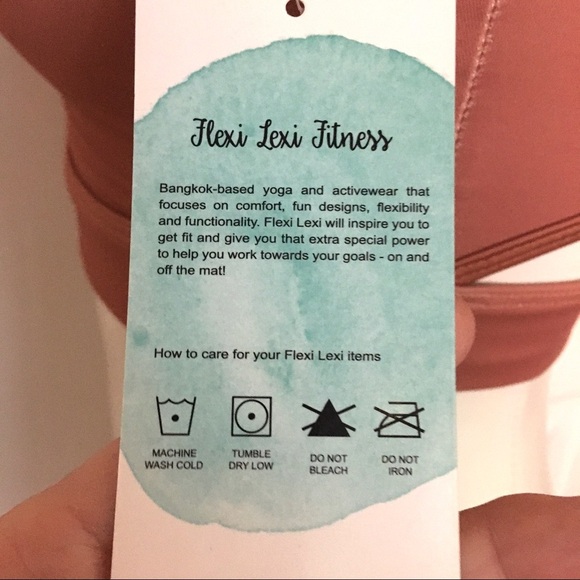 Flexi Lexi Fitness
Bangkok-based yoga and activewear that
focuses on comfort, fun designs, flexibility
and functionality. Flexi Lexi will inspire you to
get fit and give you that extra special power
to help you work towards your goals - on and
off the mat!
How to care for your Flexi Lexi items
MACHINE WASH COLD
TUMBLE DRY LOW
DO NOT BLEACH
DO NOT IRON